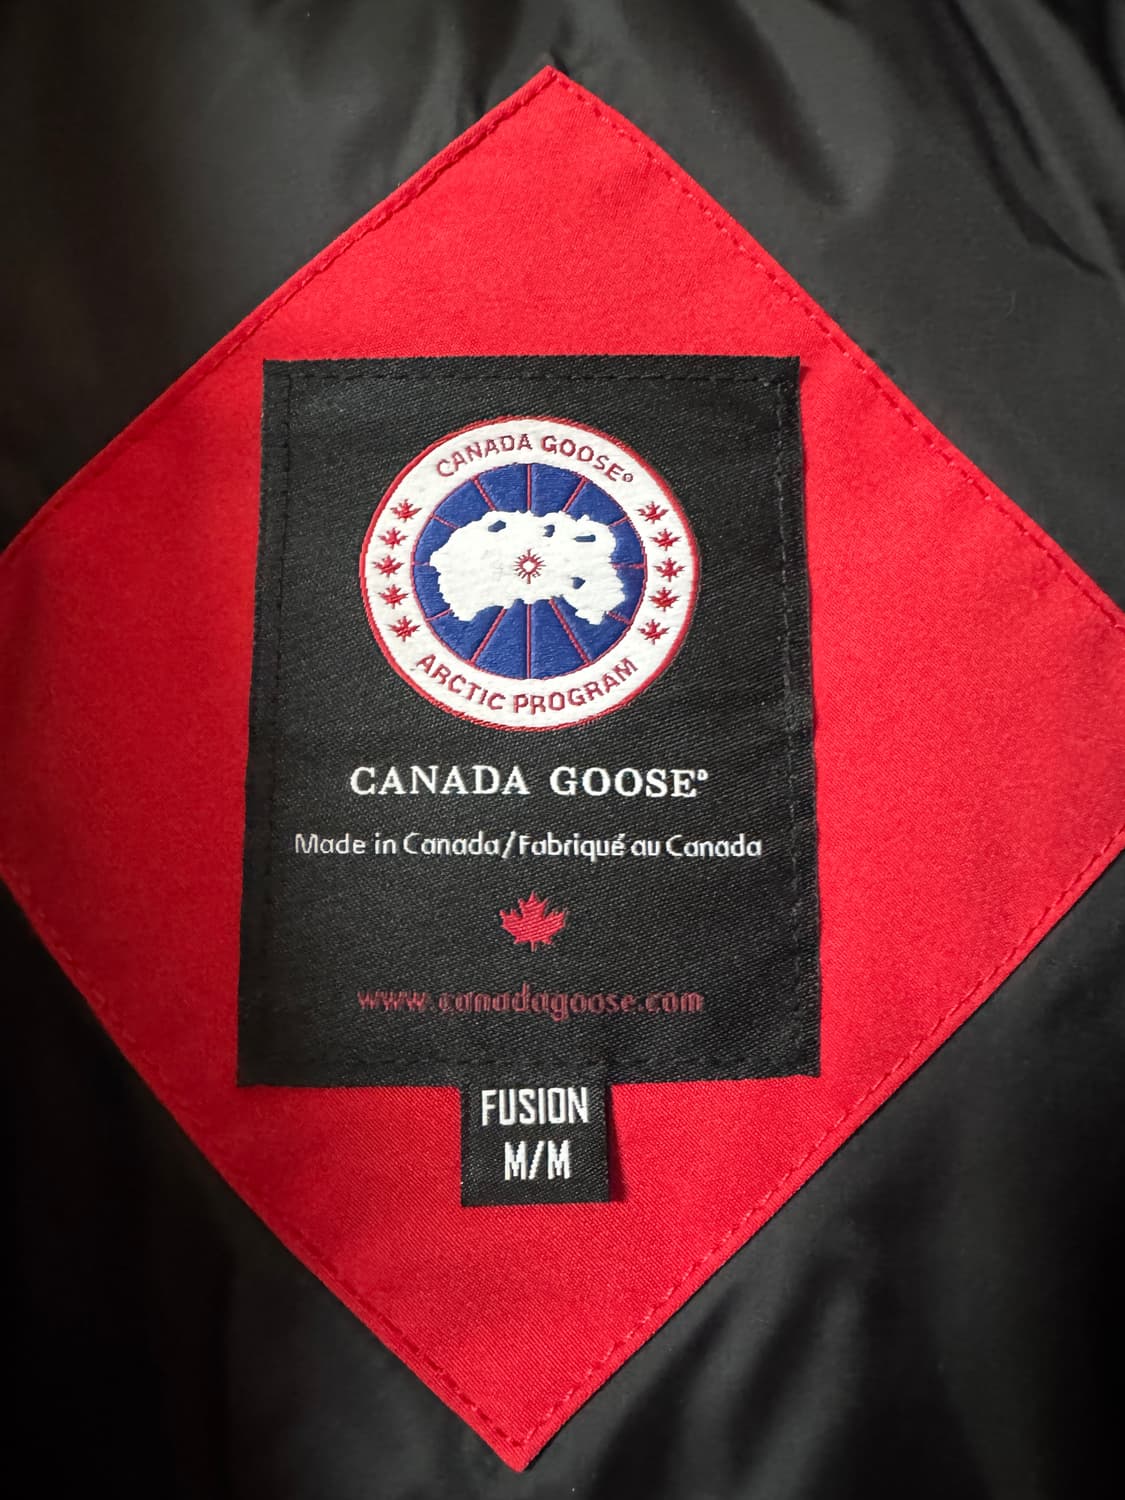 CANADA GOOSE®
ARCTIC PROGRAM
CANADA GOOSE®
Made in Canada/Fabriqué au Canada
www.canadagoose.com
FUSION
M/M